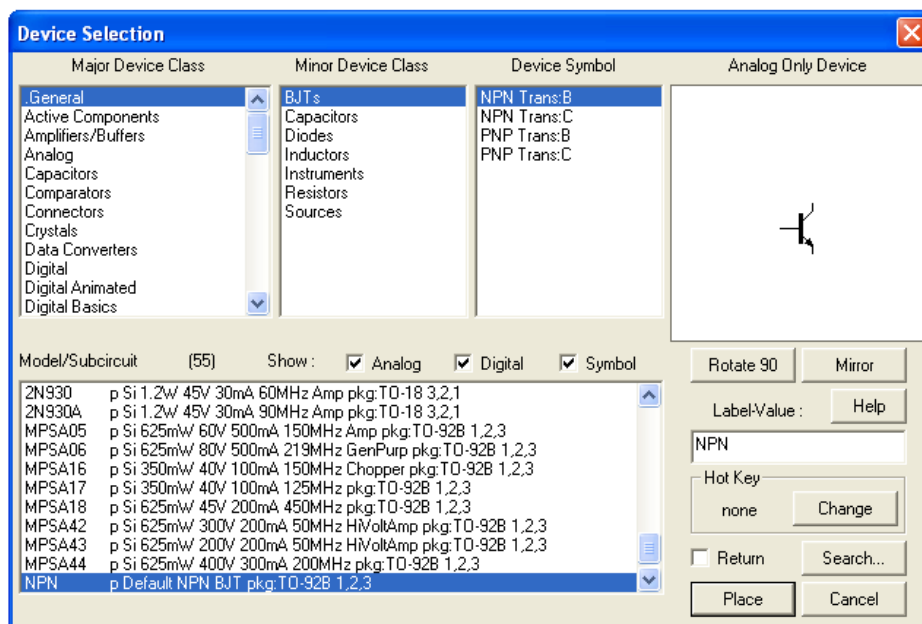 Device Selection
Major Device Class
Minor Device Class
Device Symbol
Analog Only Device
.General
Active Components
Amplifiers/Buffers
Analog
Capacitors
Comparators
Connectors
Crystals
Data Converters
Digital
Digital Animated
Digital Basics
BJTs
Capacitors
Diodes
Inductors
Instruments
Resistors
Sources
NPN Trans:B
NPN Trans:C
PNP Trans:B
PNP Trans:C
Model/Subcircuit (55) Show : Analog Digital Symbol
2N930 p Si 1.2W 45V 30mA 60MHz Amp pkg:TO-18 3,2,1
2N930A p Si 1.2W 45V 30mA 90MHz Amp pkg:TO-18 3,2,1
MPSA05 p Si 625mW 60V 500mA 150MHz Amp pkg:TO-92B 1,2,3
MPSA06 p Si 625mW 80V 500mA 219MHz GenPurp pkg:TO-92B 1,2,3
MPSA16 p Si 350mW 40V 100mA 150MHz Chopper pkg:TO-92B 1,2,3
MPSA17 p Si 350mW 40V 100mA 125MHz pkg:TO-92B 1,2,3
MPSA18 p Si 625mW 45V 200mA 450MHz pkg:TO-92B 1,2,3
MPSA42 p Si 625mW 300V 200mA 50MHz HiVoltAmp pkg:TO-92B 1,2,3
MPSA43 p Si 625mW 200V 200mA 50MHz HiVoltAmp pkg:TO-92B 1,2,3
MPSA44 p Si 625mW 400V 300mA 200MHz pkg:TO-92B 1,2,3
NPN p Default NPN BJT pkg:TO-92B 1,2,3
Rotate 90 Mirror
Label-Value : Help
NPN
Hot Key
none Change
Return Search...
Place Cancel